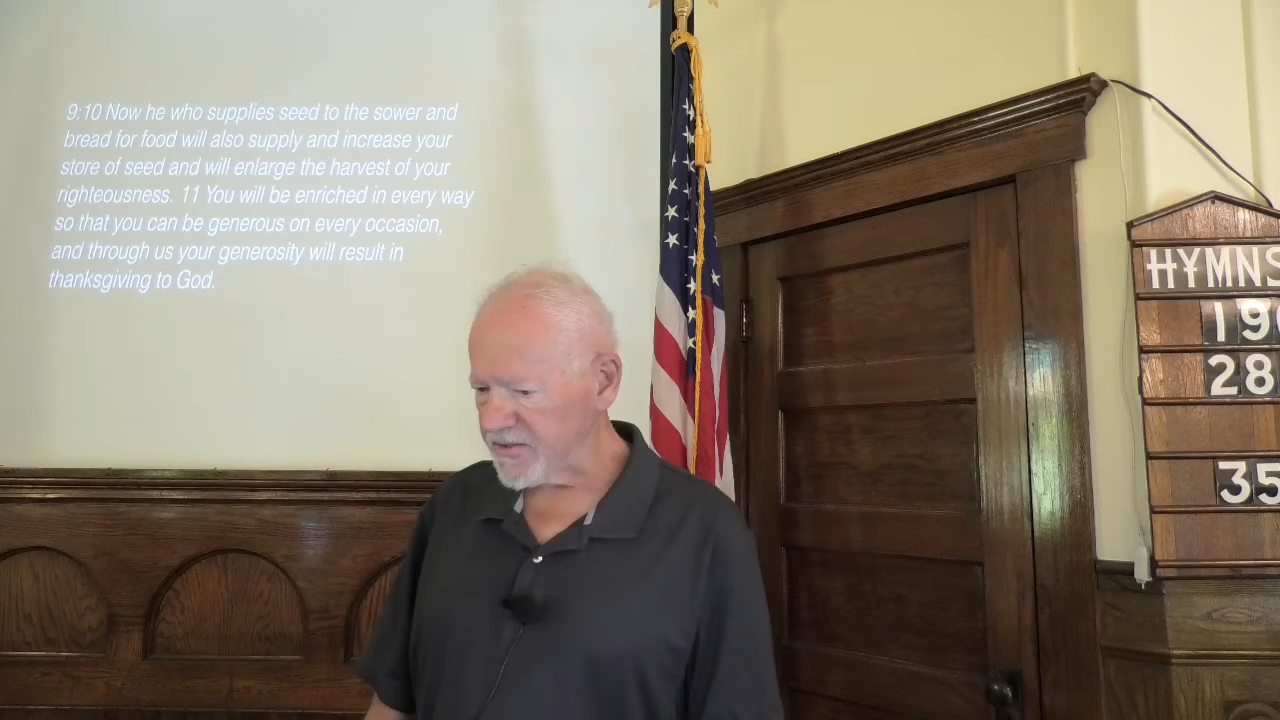 9:10 Now he who supplies seed to the sower and
bread for food will also supply and increase your
store of seed and will enlarge the harvest of your
righteousness. 11 You will be enriched in every way
so that you can be generous on every occasion,
and through us your generosity will result in
thanksgiving to God.
HYMNS
19
28
35